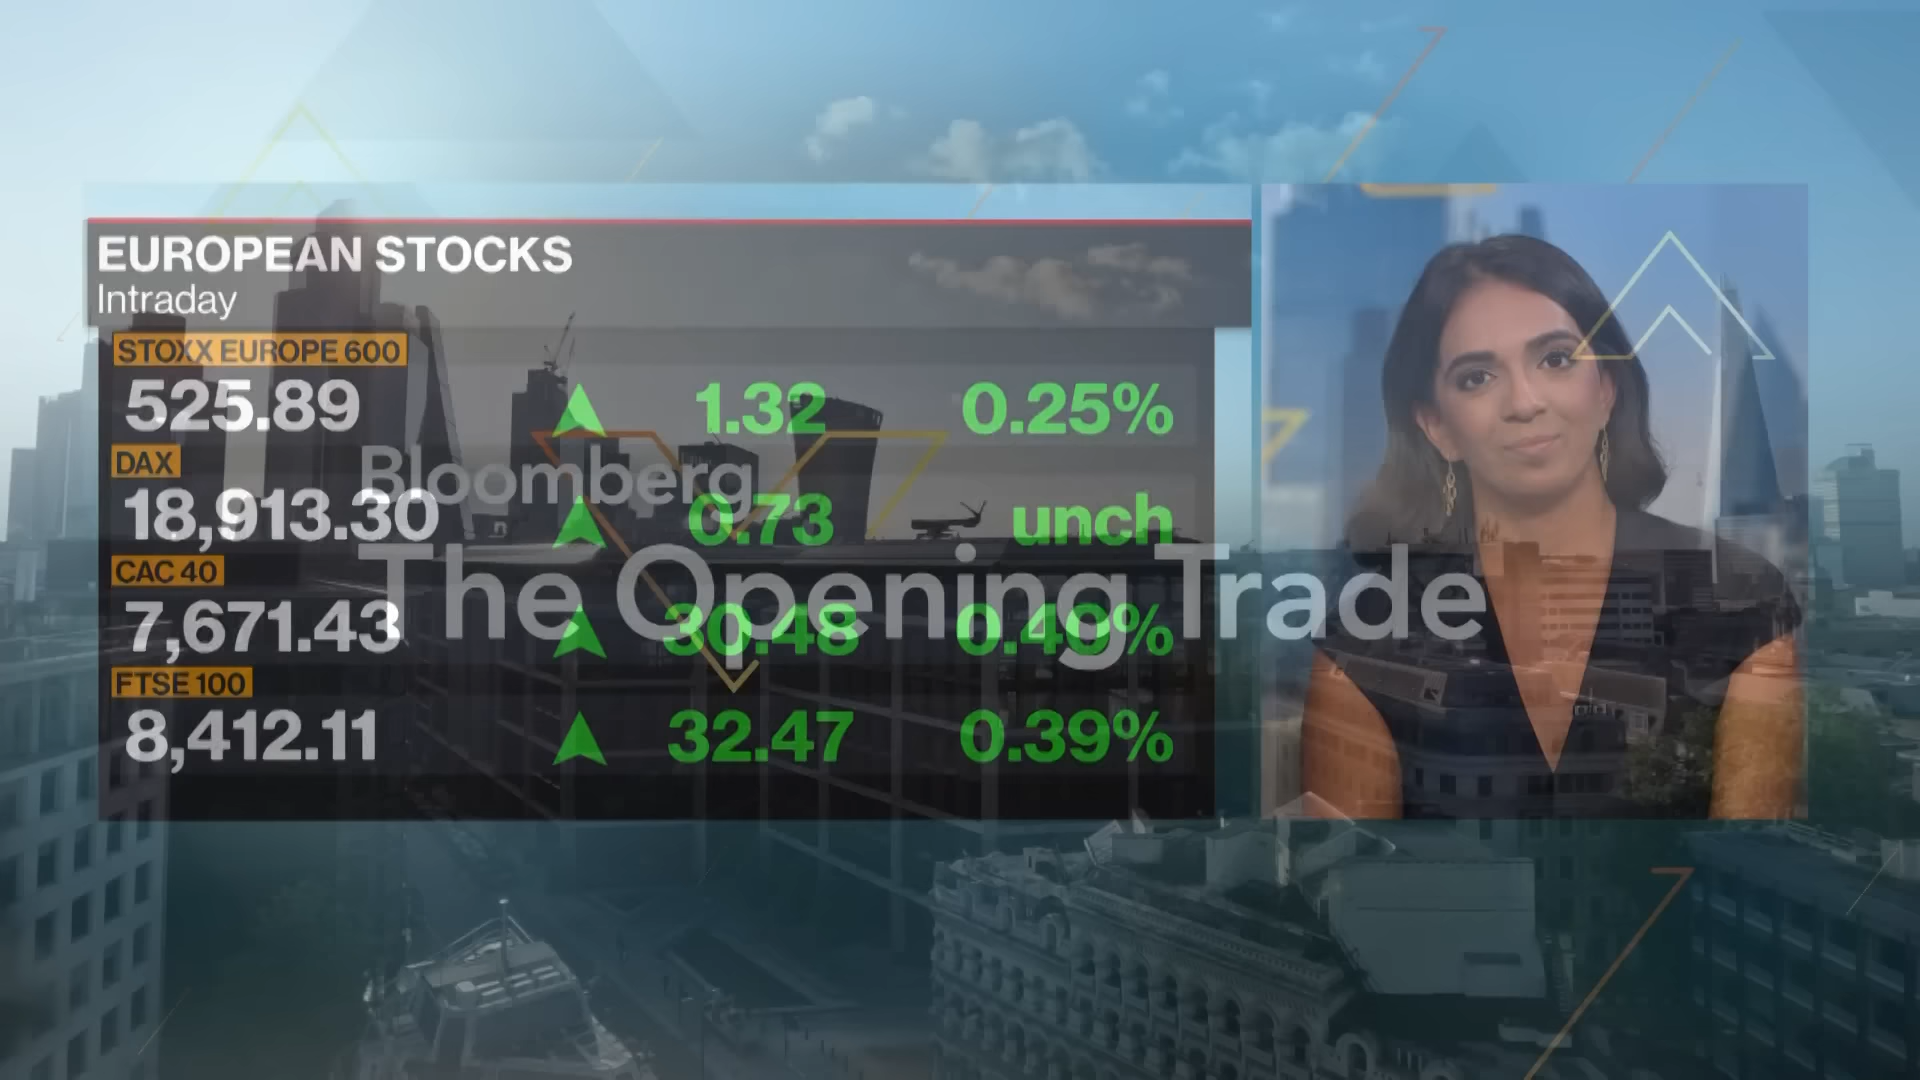 EUROPEAN STOCKS
Intraday
STOXX EUROPE 600
525.89 1.32 0.25%
DAX
18,913.30 0.73 unch
CAC 40
7,671.43 30.48 0.40%
FTSE 100
8,412.11 32.47 0.39%
Bloomberg
The Opening Trade